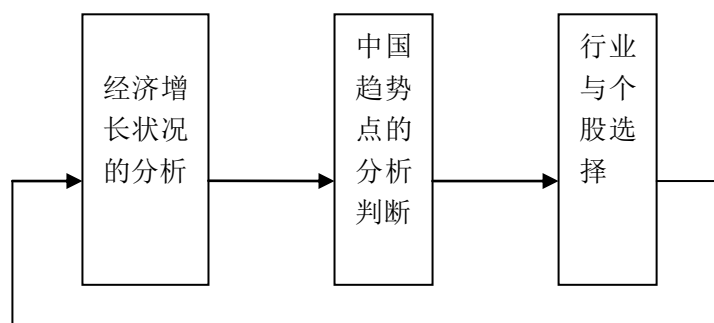 经济增
长状况
的分析
中国
趋势
点的
分析
判断
行业
与个
股选
择